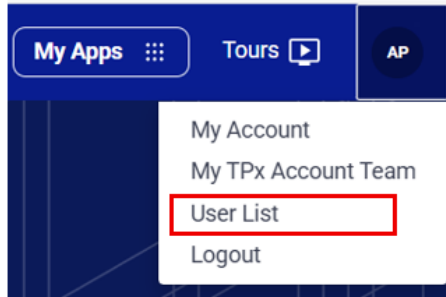 My Apps Tours AP
My Account
My TPx Account Team
User List
Logout